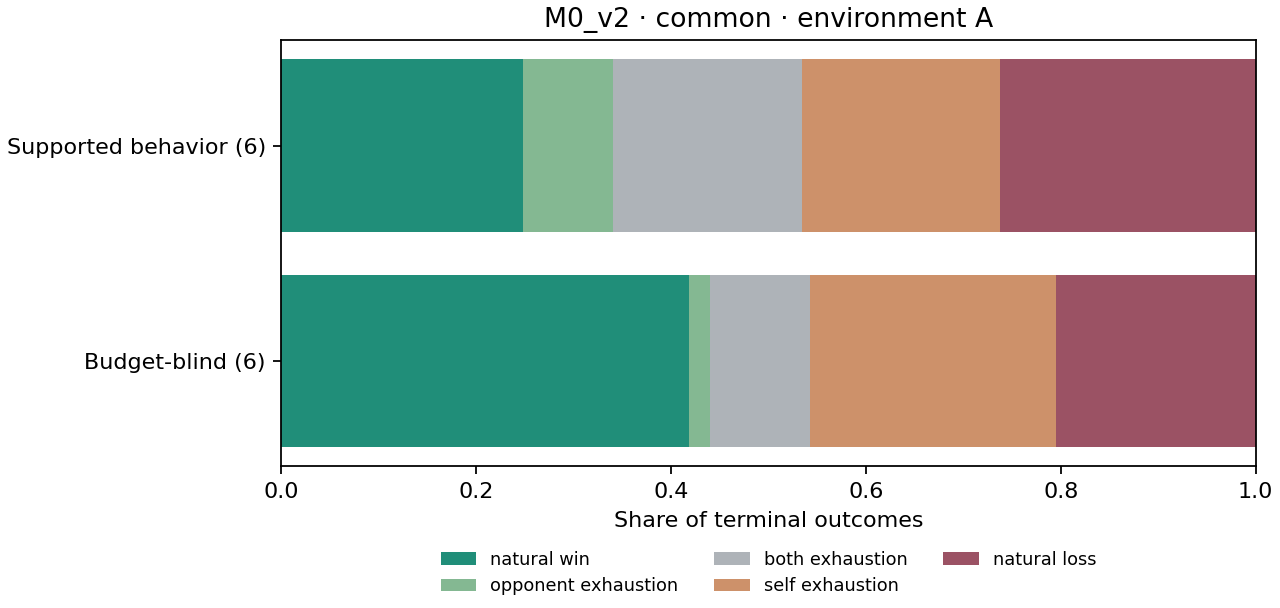 M0_v2 · common · environment A
Supported behavior (6)
Budget-blind (6)
0.0 0.2 0.4 0.6 0.8 1.0
Share of terminal outcomes
natural win both exhaustion natural loss
opponent exhaustion self exhaustion